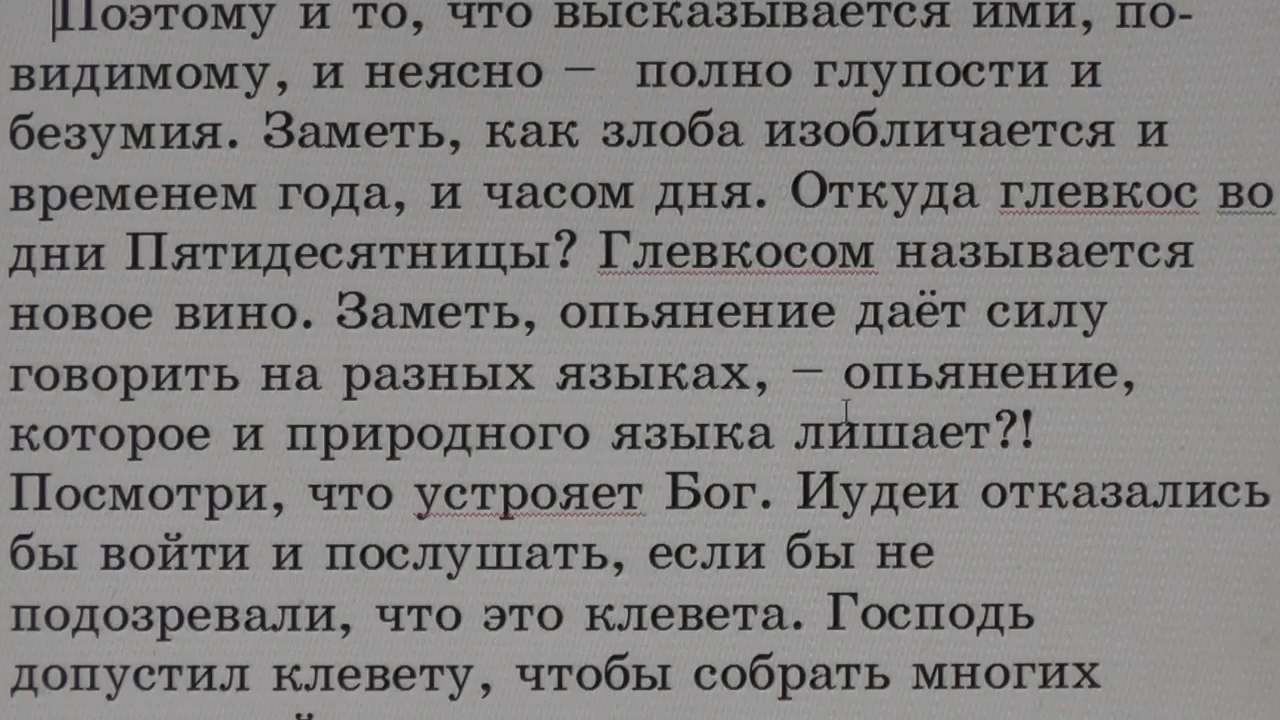 Поэтому и то, что высказывается ими, по-
видимому, и неясно – полно глупости и
безумия. Заметь, как злоба изобличается и
временем года, и часом дня. Откуда глевкос во
дни Пятидесятницы? Глевкосом называется
новое вино. Заметь, опьянение даёт силу
говорить на разных языках, – опьянение,
которое и природного языка лишает?!
Посмотри, что устрояет Бог. Иудеи отказались
бы войти и послушать, если бы не
подозревали, что это клевета. Господь
допустил клевету, чтобы собрать многих